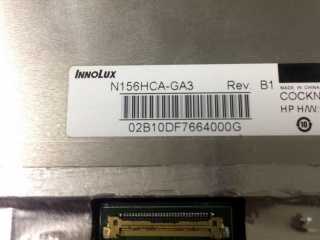 INNOLUX
N156HCA-GA3 Rev. B1
MADE IN CHINA
COCKN
HP H/W:
02B10DF7664000G